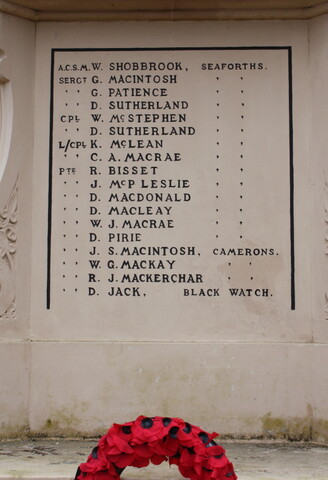 A.C.S.M. W. SHOBBROOK, SEAFORTHS.
SERGT G. MACINTOSH " "
" " G. PATIENCE " "
" " D. SUTHERLAND " "
CPL W. McSTEPHEN " "
" " D. SUTHERLAND " "
L/CPL K. McLEAN " "
" " C. A. MACRAE " "
PTE R. BISSET " "
" " J. McP LESLIE " "
" " D. MACDONALD " "
" " D. MACLEAY " "
" " W. J. MACRAE " "
" " D. PIRIE " "
" " J. S. MACINTOSH, CAMERONS.
" " W. G. MACKAY " "
" " R. J. MACKERCHAR " "
" " D. JACK, BLACK WATCH.